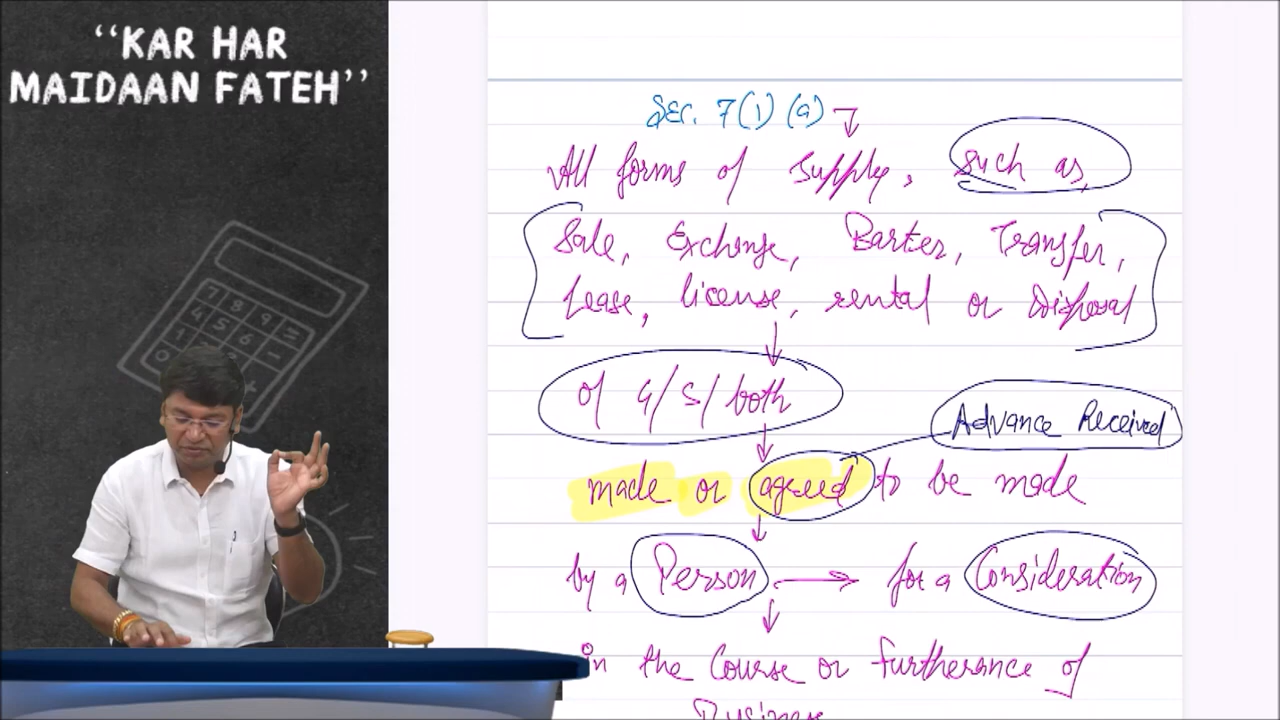 “KAR HAR
MAIDAAN FATEH”
SEC. 7(1)(a)
All forms of supply, such as,
Sale, Exchange, Barter, Transfer,
Lease, license, rental or Disposal
of G/S/both
Advance Received
made or agreed to be made
by a Person → for a Consideration
in the Course or furtherance of
Business